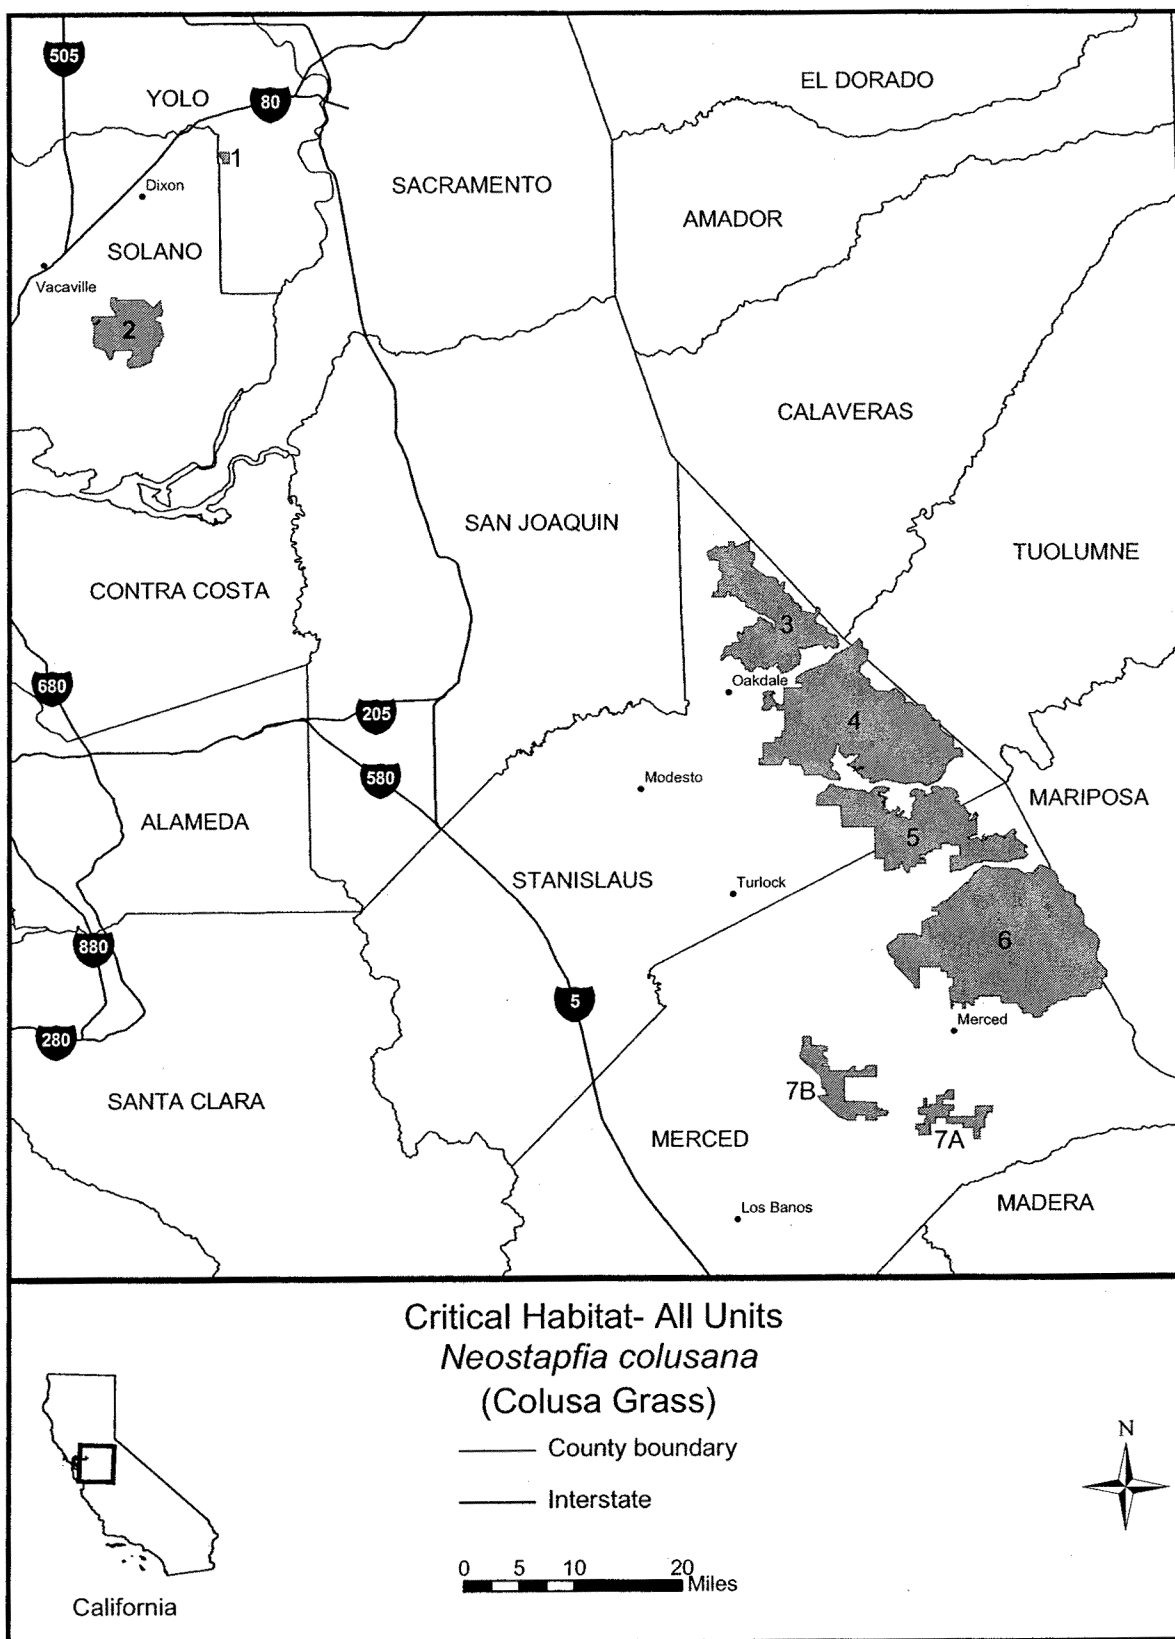 505
YOLO
80
EL DORADO
1
Dixon
SACRAMENTO
AMADOR
SOLANO
Vacaville
2
CALAVERAS
SAN JOAQUIN
TUOLUMNE
CONTRA COSTA
3
680
Oakdale
205
4
580
Modesto
MARIPOSA
ALAMEDA
5
STANISLAUS
Turlock
880
6
5
Merced
280
7B
SANTA CLARA
MERCED
7A
Los Banos
MADERA
Critical Habitat- All Units
Neostapfia colusana
(Colusa Grass)
County boundary
Interstate
N
0 5 10 20
Miles
California